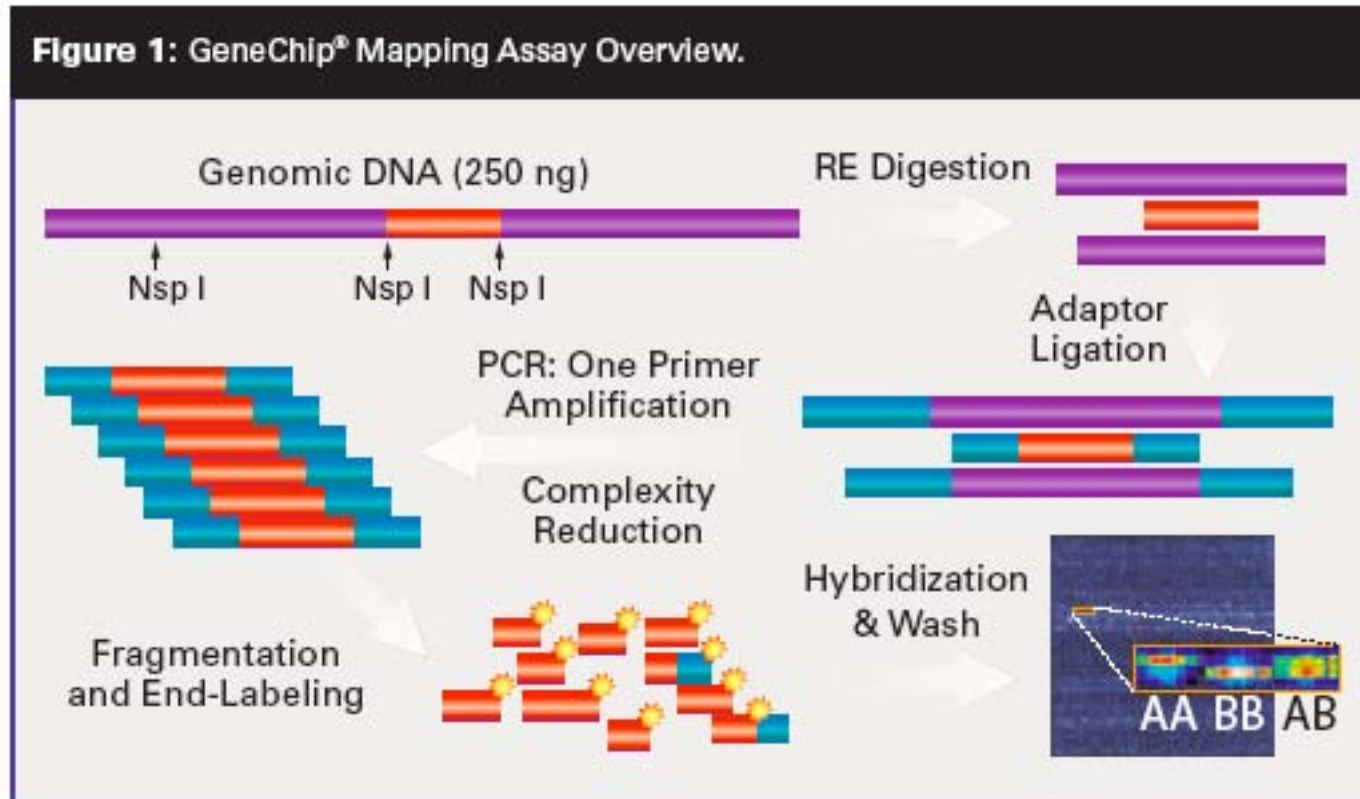 Figure 1: GeneChip® Mapping Assay Overview.
Genomic DNA (250 ng)
RE Digestion
Nsp I
Nsp I
Nsp I
Adaptor
Ligation
PCR: One Primer
Amplification
Complexity
Reduction
Fragmentation
and End-Labeling
Hybridization
& Wash
AA
BB
AB